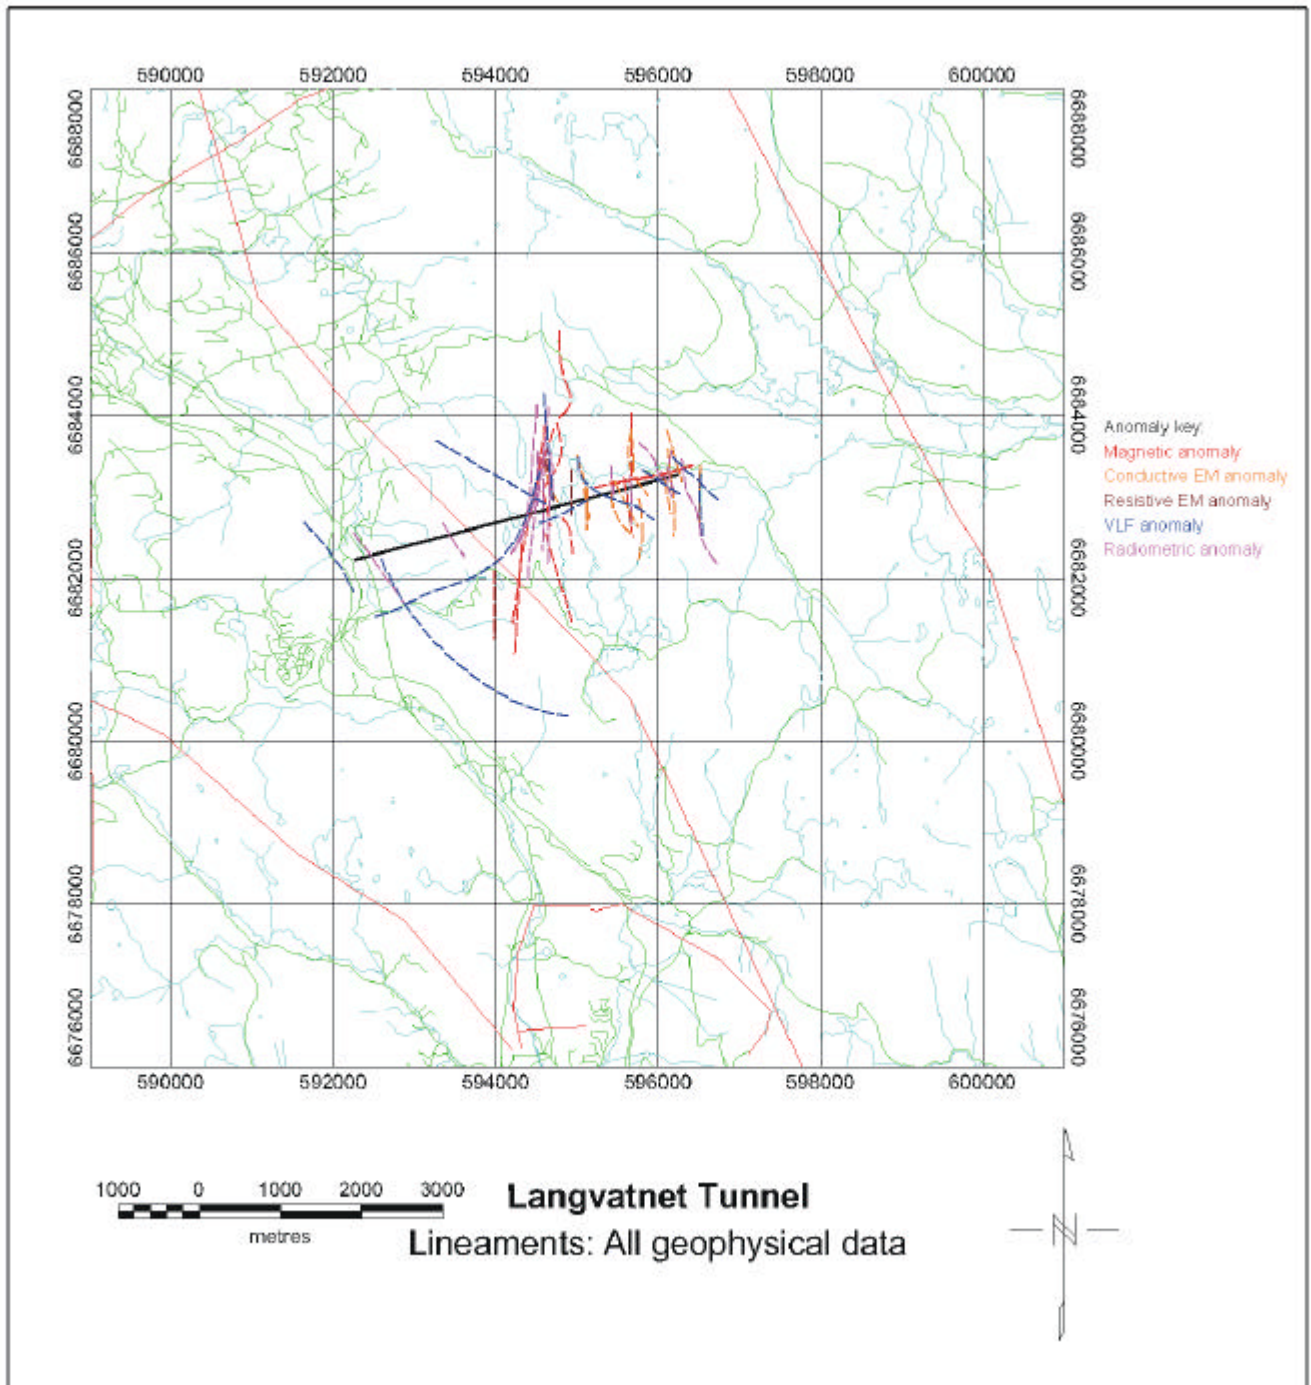 590000 592000 594000 596000 598000 600000
6688000 6688000
6686000 6686000
6684000 6684000
Anomaly key
Magnetic anomaly
Conductive EM anomaly
Resistive EM anomaly
VLF anomaly
Radiometric anomaly
6682000 6682000
6680000 6680000
6678000 6678000
6676000 6676000
590000 592000 594000 596000 598000 600000
1000 0 1000 2000 3000
metres
Langvatnet Tunnel
Lineaments: All geophysical data
N